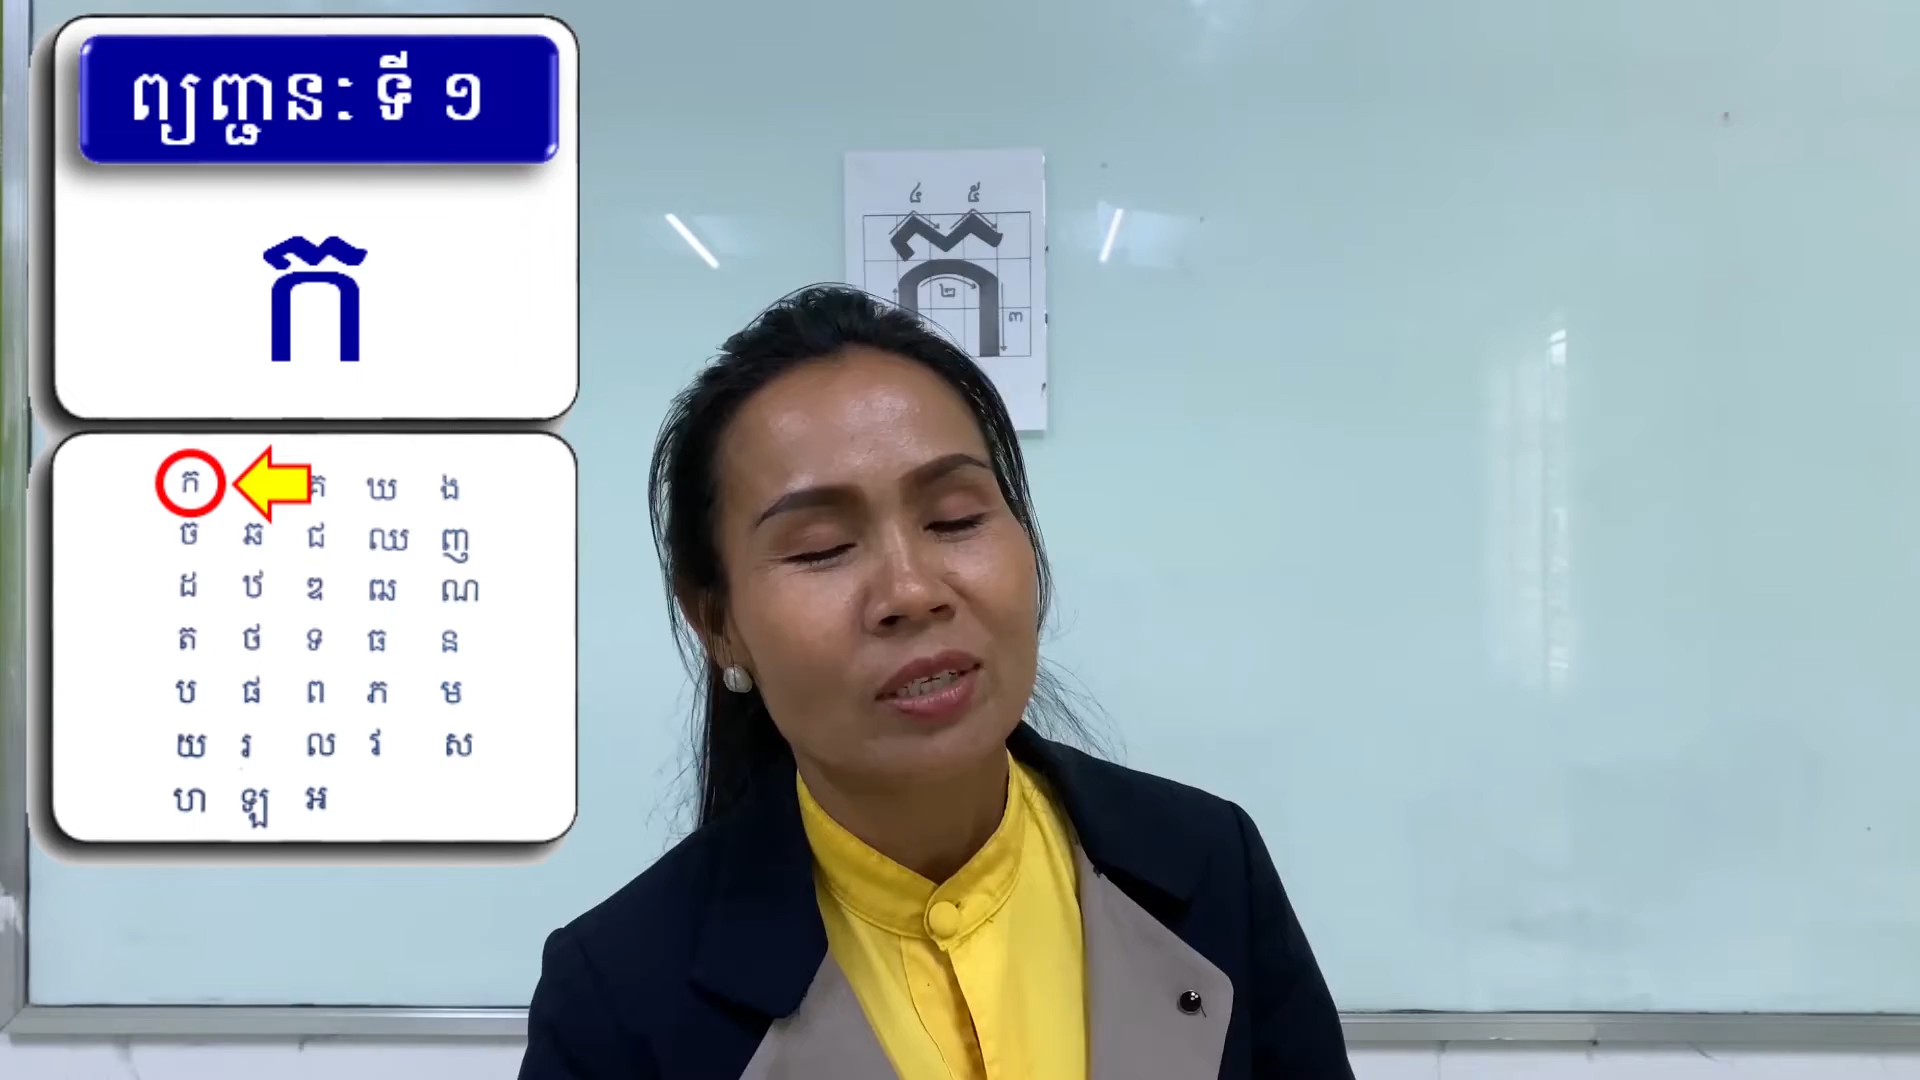 ព្យញ្ជនៈ ទី ១
ក
ក គ ឃ ង
ច ឆ ជ ឈ ញ
ដ ឋ ឌ ឍ ណ
ត ថ ទ ធ ន
ប ផ ព ភ ម
យ រ ល វ ស
ហ ឡ អ
៤ ៥
ក
២
៣